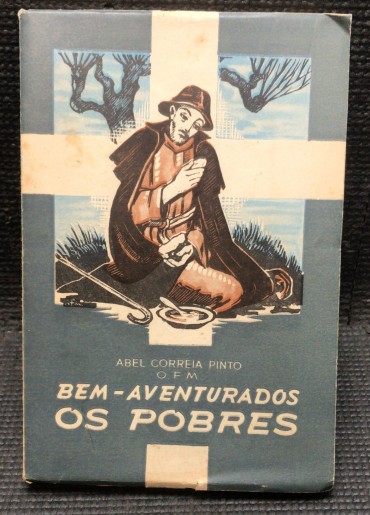 ABEL CORREIA PINTO
O F M
BEM-AVENTURADOS
OS POBRES